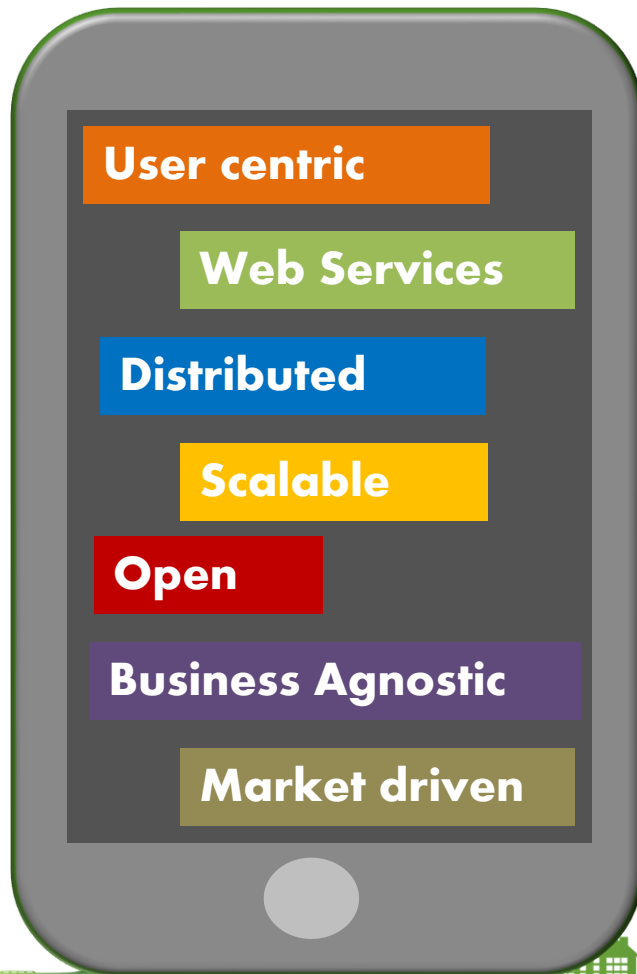 User centric
Web Services
Distributed
Scalable
Open
Business Agnostic
Market driven